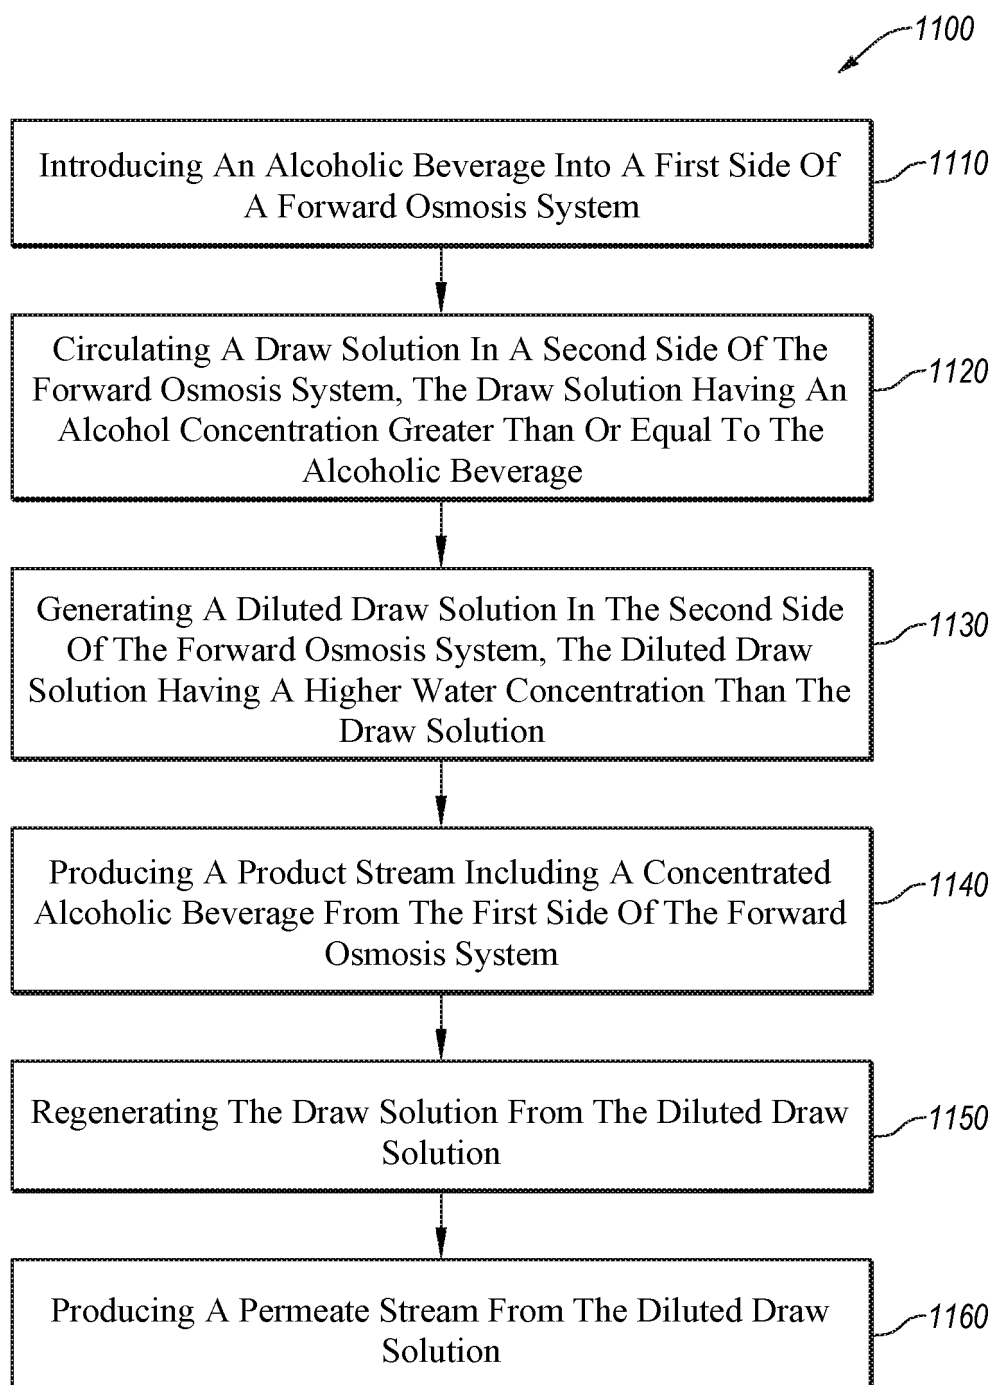 1100
Introducing An Alcoholic Beverage Into A First Side Of
A Forward Osmosis System
1110
Circulating A Draw Solution In A Second Side Of The
Forward Osmosis System, The Draw Solution Having An
Alcohol Concentration Greater Than Or Equal To The
Alcoholic Beverage
1120
Generating A Diluted Draw Solution In The Second Side
Of The Forward Osmosis System, The Diluted Draw
Solution Having A Higher Water Concentration Than The
Draw Solution
1130
Producing A Product Stream Including A Concentrated
Alcoholic Beverage From The First Side Of The Forward
Osmosis System
1140
Regenerating The Draw Solution From The Diluted Draw
Solution
1150
Producing A Permeate Stream From The Diluted Draw
Solution
1160